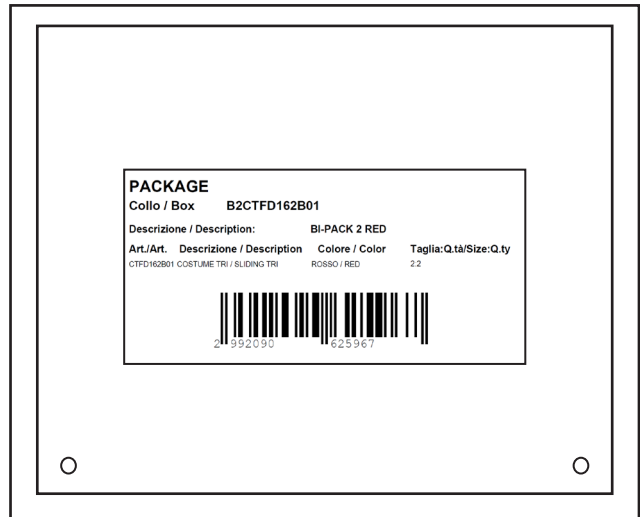 PACKAGE
Collo / Box B2CTFD162B01
Descrizione / Description: BI-PACK 2 RED
Art./Art. Descrizione / Description Colore / Color Taglia:Q.tà/Size:Q.ty
CTFD162B01 COSTUME TRI / SLIDING TRI ROSSO / RED 2:2
2 992090 625967